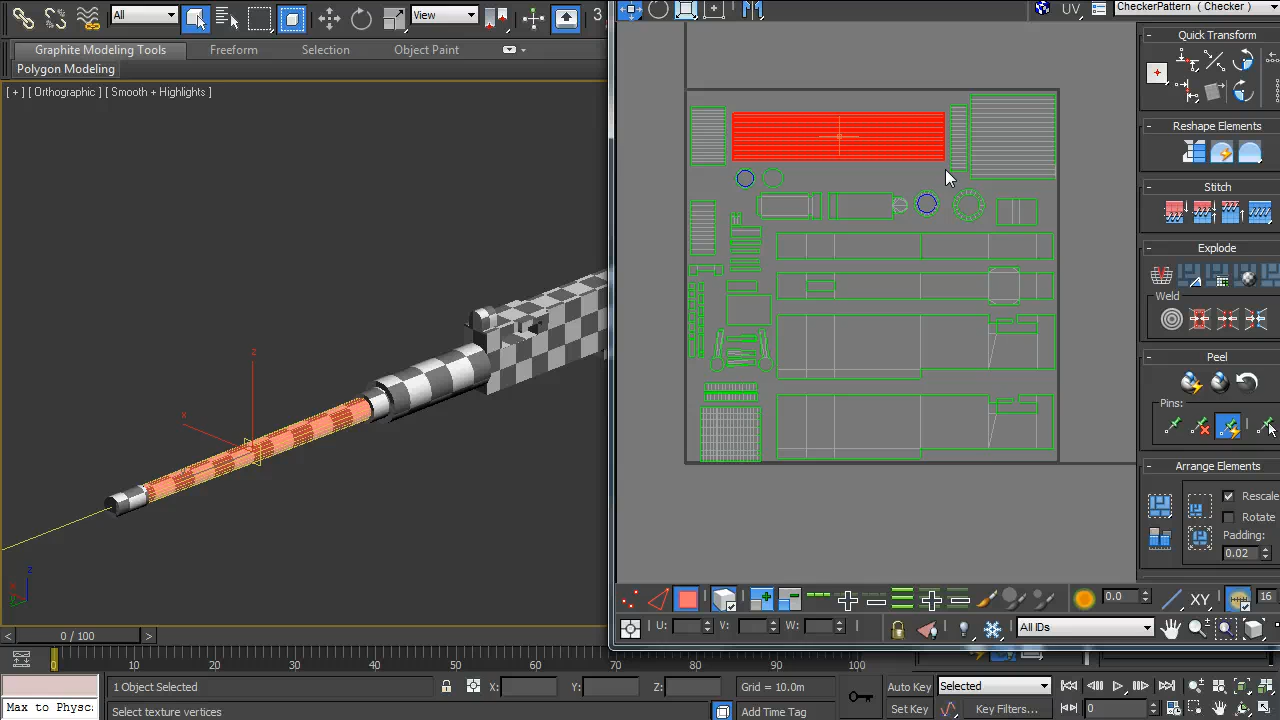 All
View
3
UV
CheckerPattern ( Checker )
Graphite Modeling Tools
Freeform
Selection
Object Paint
Polygon Modeling
[ + ] [ Orthographic ] [ Smooth + Highlights ]
z
x
z
- Quick Transform
- Reshape Elements
- Stitch
- Explode
Weld
- Peel
Pins:
- Arrange Elements
Rescale
Rotate
Padding:
0.02
0.0
XY
16
U:
V:
W:
All IDs
< 0 / 100 >
0 10 20 30 40 50 60 70 80 90 100
1 Object Selected
X:
Y:
Z:
Grid = 10.0m
Auto Key
Selected
Max to Physc
Select texture vertices
Add Time Tag
Set Key
Key Filters...
0